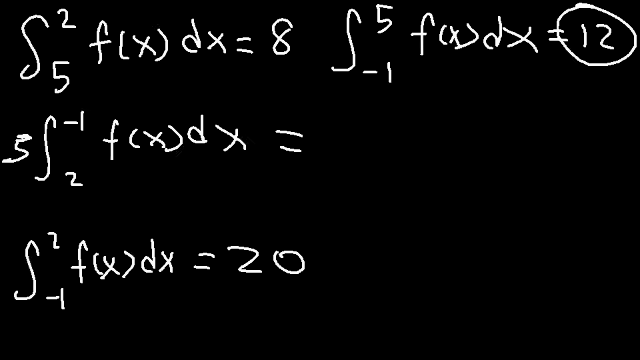 ∫₅² f(x) dx = 8   ∫₋₁⁵ f(x) dx = 12
5 ∫₂⁻¹ f(x) dx =
∫₋₁² f(x) dx = 20